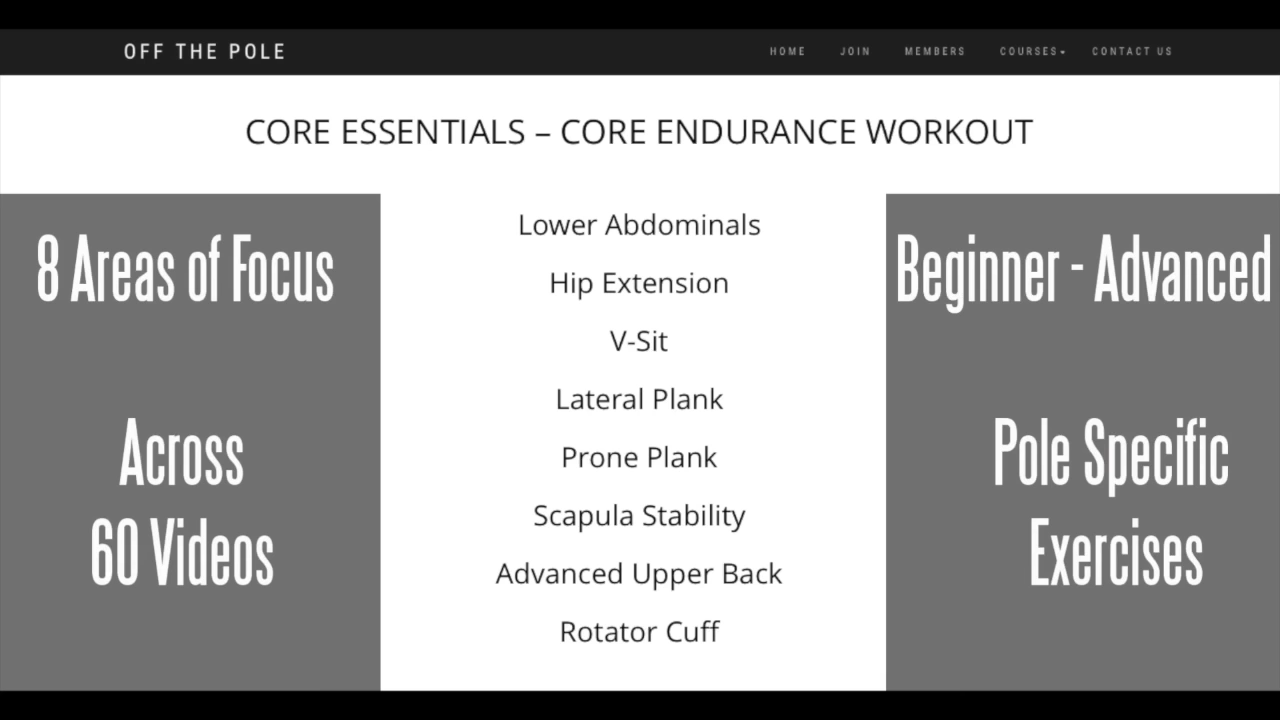 OFF THE POLE
HOME JOIN MEMBERS COURSES CONTACT US
CORE ESSENTIALS – CORE ENDURANCE WORKOUT
8 Areas of Focus
Across
60 Videos
Lower Abdominals
Hip Extension
V-Sit
Lateral Plank
Prone Plank
Scapula Stability
Advanced Upper Back
Rotator Cuff
Beginner - Advanced
Pole Specific
Exercises